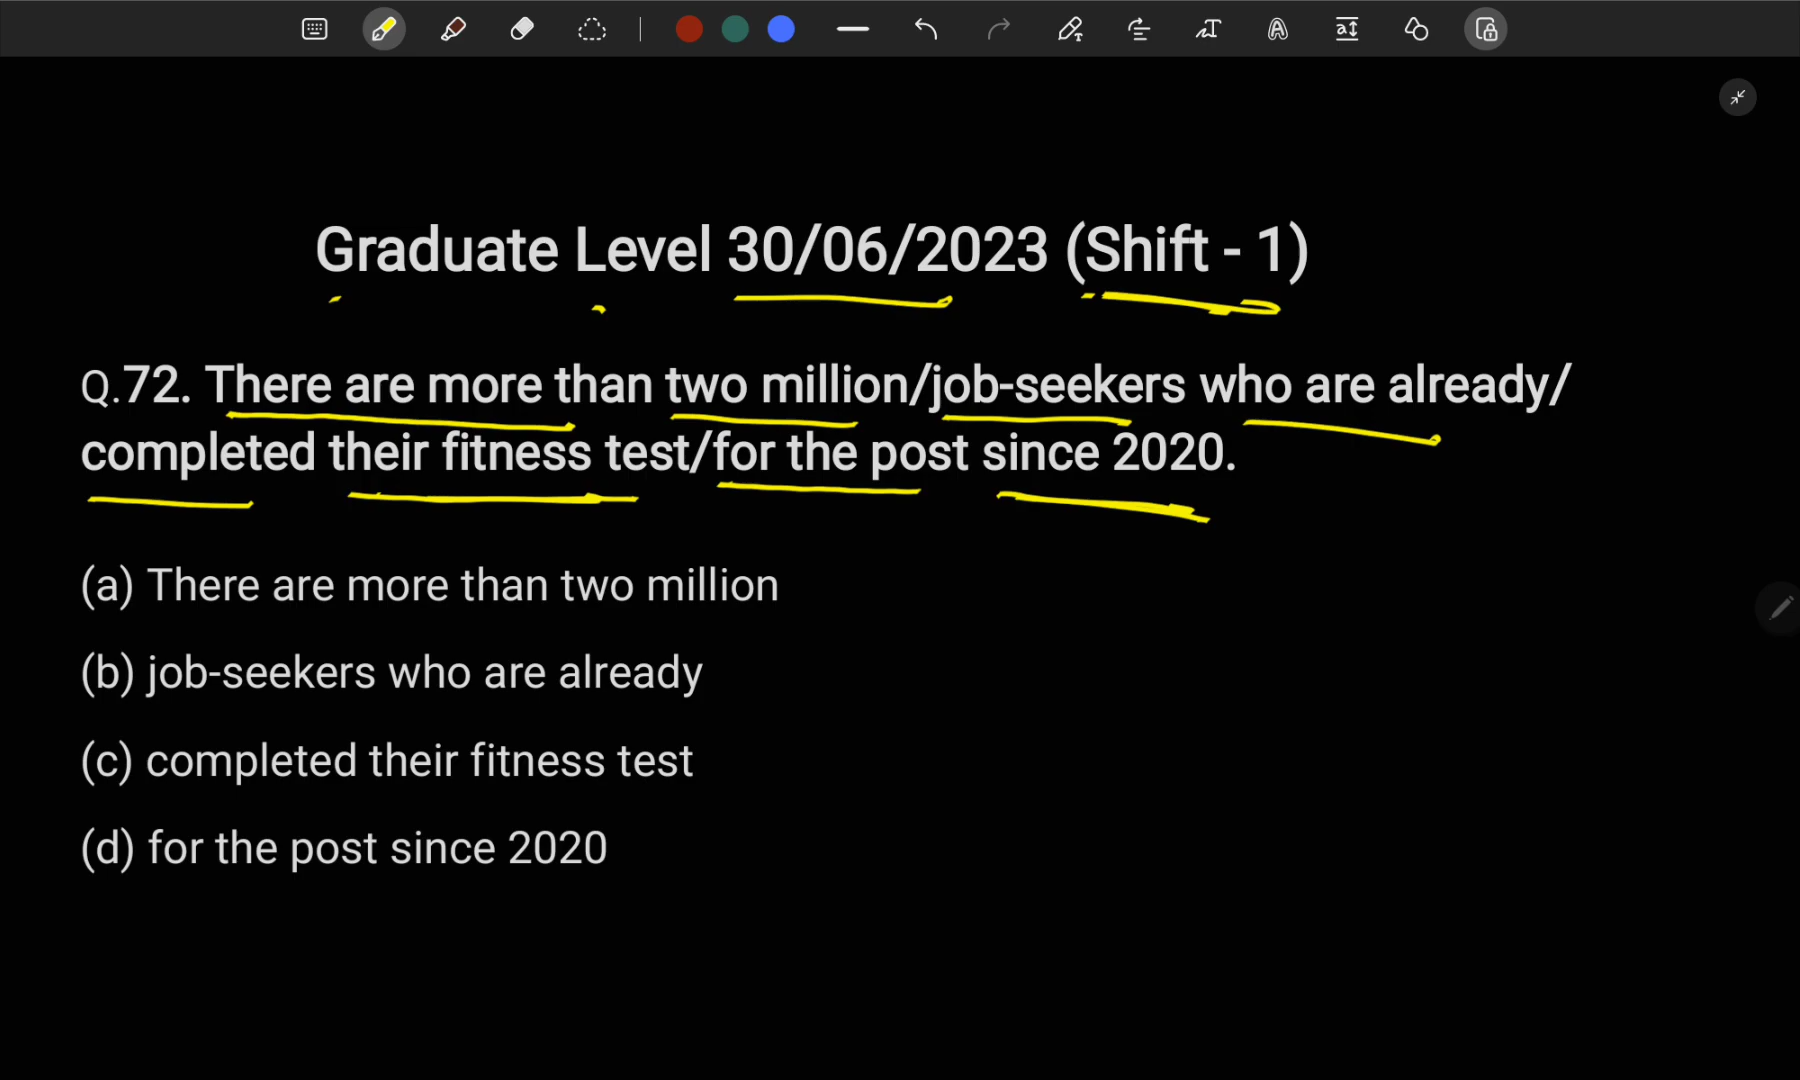 Graduate Level 30/06/2023 (Shift - 1)
Q.72. There are more than two million/job-seekers who are already/
completed their fitness test/for the post since 2020.
(a) There are more than two million
(b) job-seekers who are already
(c) completed their fitness test
(d) for the post since 2020